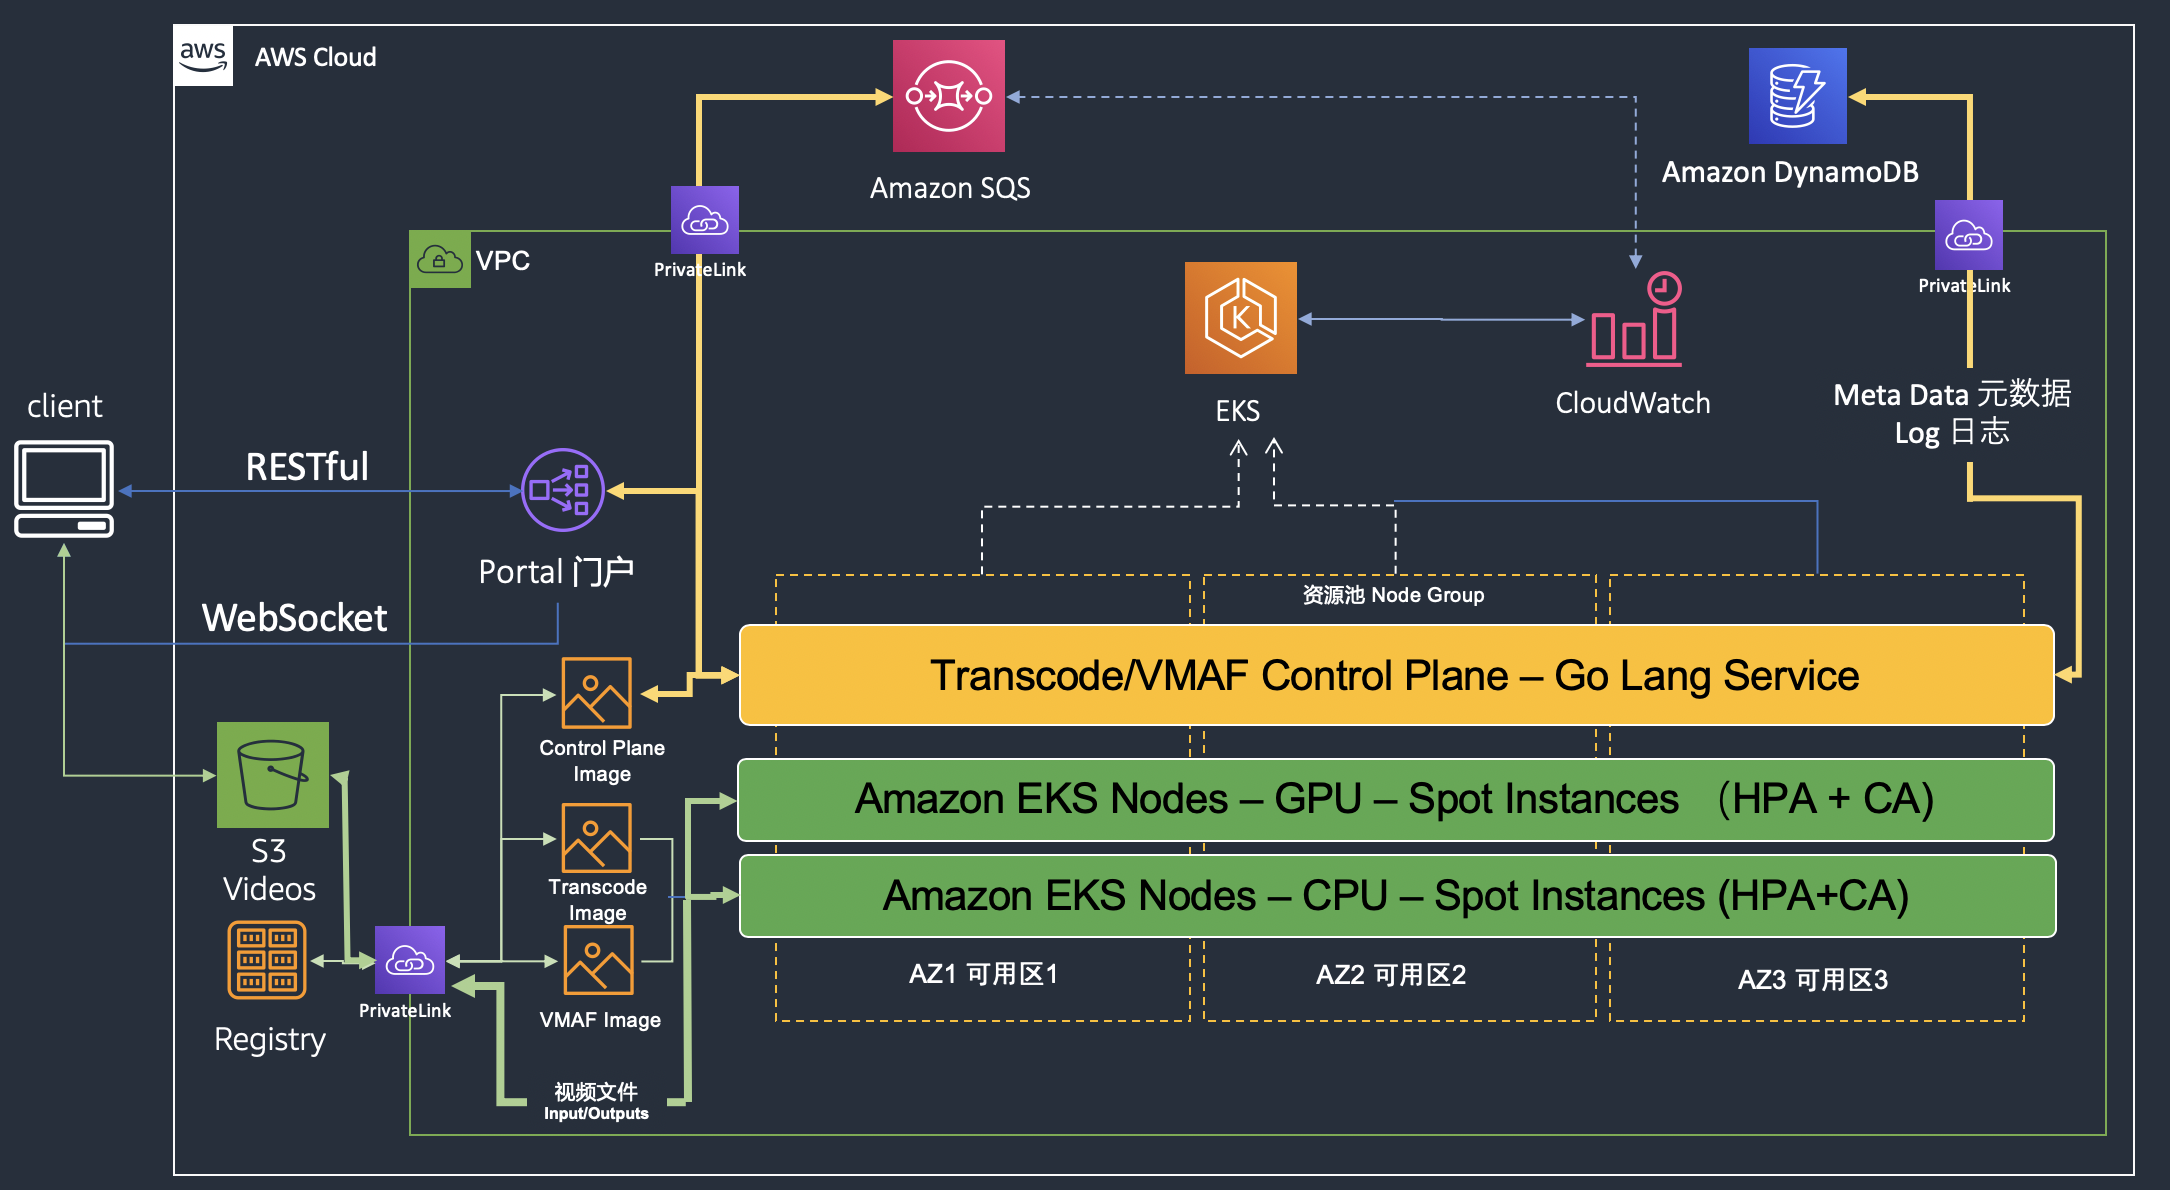 aws
AWS Cloud
Amazon SQS
Amazon DynamoDB
VPC
PrivateLink
PrivateLink
K
EKS
CloudWatch
Meta Data 元数据
Log 日志
client
RESTful
Portal 门户
WebSocket
资源池 Node Group
Transcode/VMAF Control Plane – Go Lang Service
Control Plane
Image
Amazon EKS Nodes – GPU – Spot Instances （HPA + CA)
S3
Videos
Transcode
Image
Amazon EKS Nodes – CPU – Spot Instances (HPA+CA)
AZ1 可用区1
AZ2 可用区2
AZ3 可用区3
PrivateLink
VMAF Image
Registry
视频文件
Input/Outputs